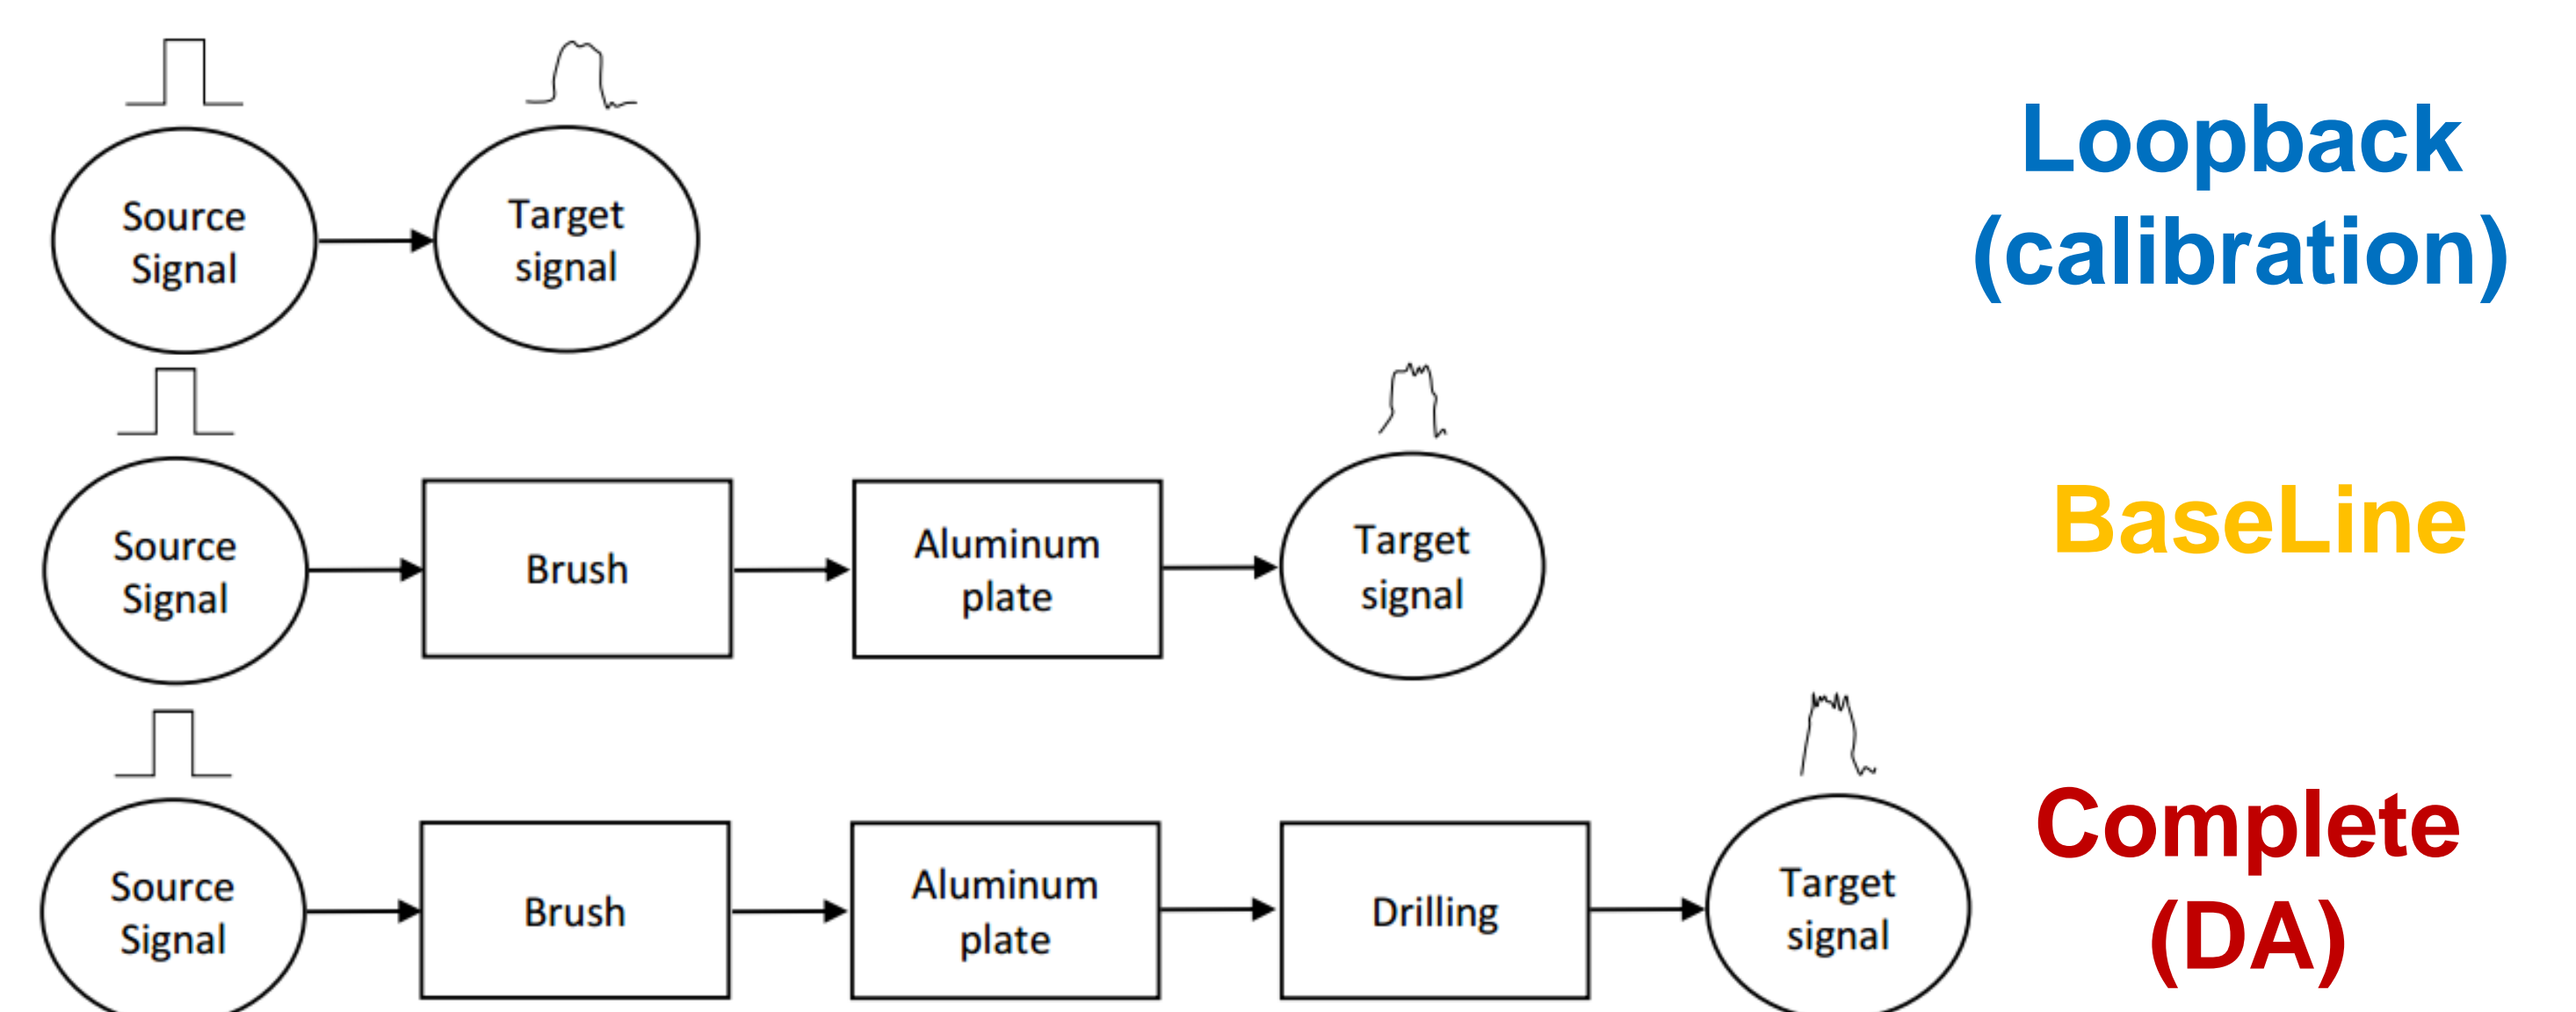 Source
Signal
Target
signal
Loopback
(calibration)
Source
Signal
Brush
Aluminum
plate
Target
signal
BaseLine
Source
Signal
Brush
Aluminum
plate
Drilling
Target
signal
Complete
(DA)